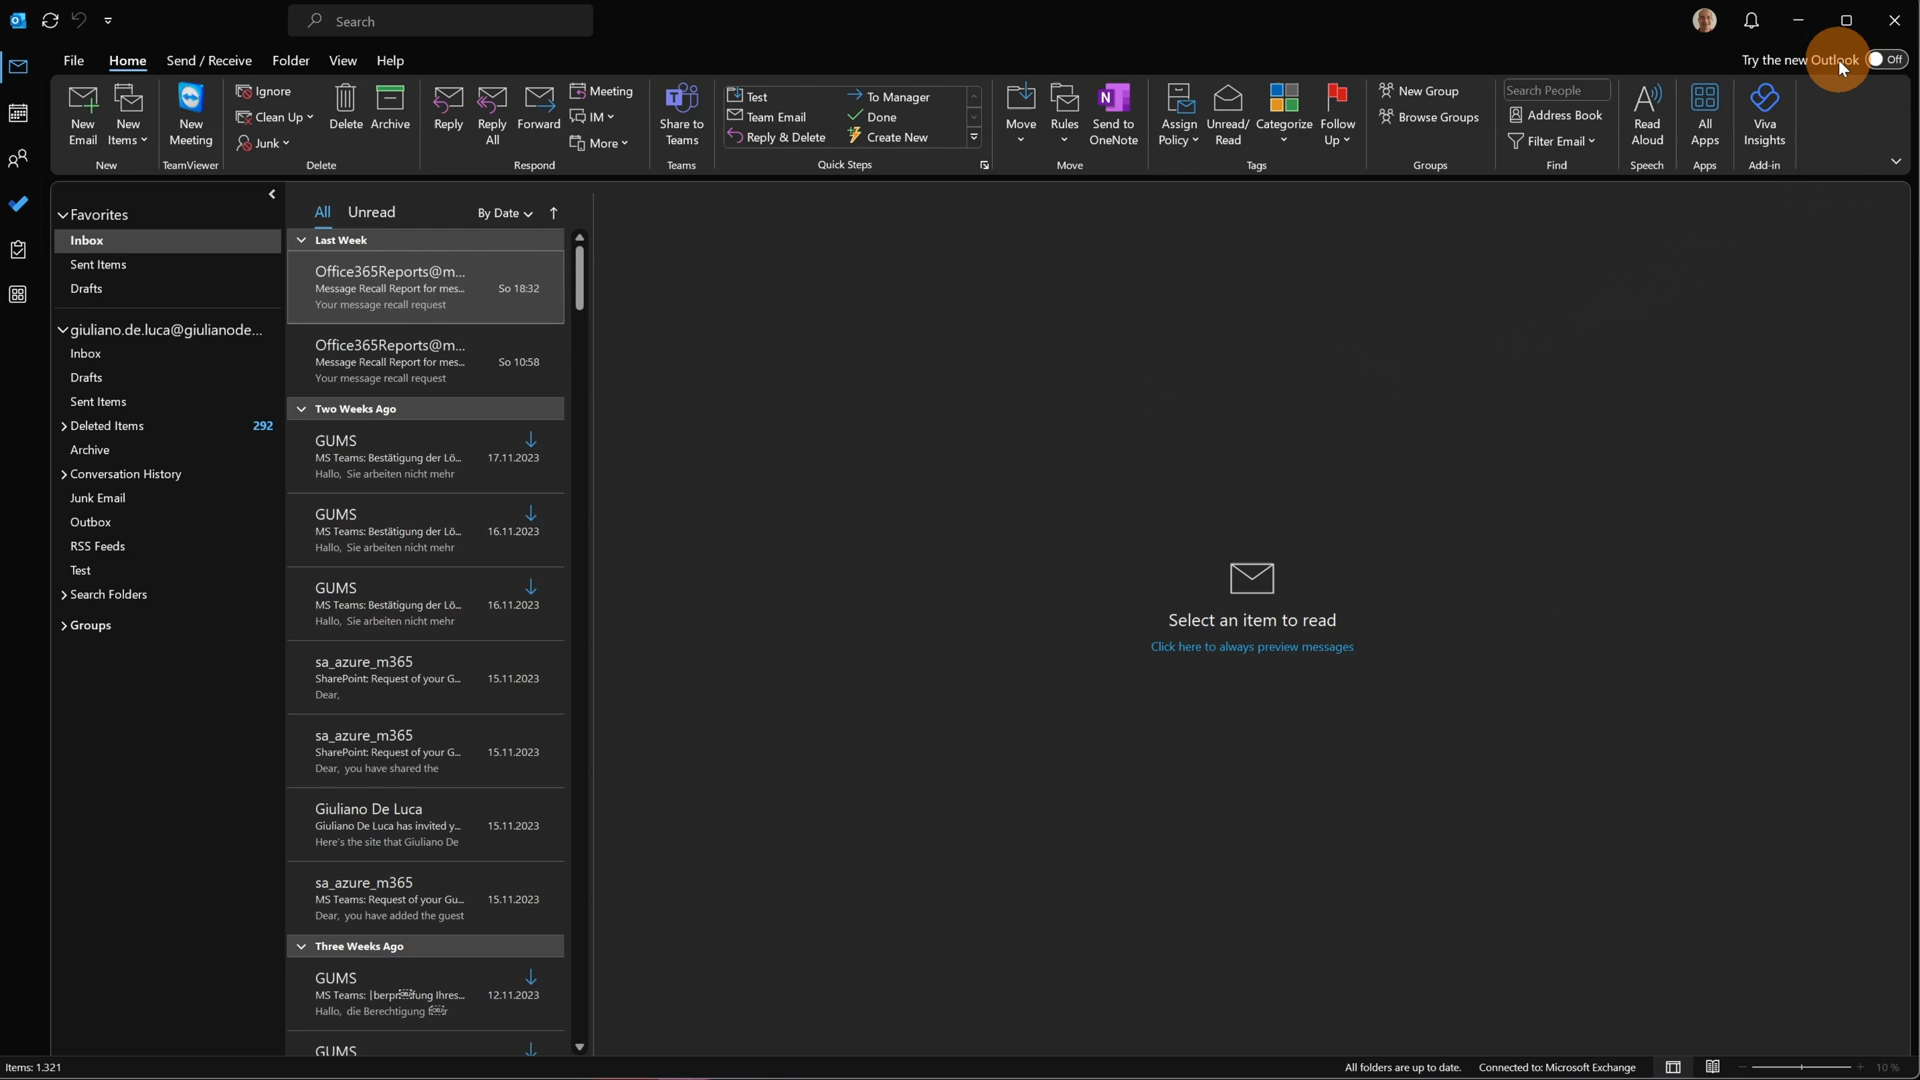 Search
Try the new Outlook Off
File Home Send / Receive Folder View Help
New Email
New Items
New
New Meeting
TeamViewer
Ignore
Clean Up
Junk
Delete
Archive
Delete
Reply
Reply All
Forward
Meeting
IM
More
Respond
Share to Teams
Teams
Test
Team Email
Reply & Delete
To Manager
Done
Create New
Quick Steps
Move
Rules
Send to OneNote
Move
Assign Policy
Unread/ Read
Categorize
Follow Up
Tags
New Group
Browse Groups
Groups
Search People
Address Book
Filter Email
Find
Read Aloud
Speech
All Apps
Apps
Viva Insights
Add-in
Favorites
Inbox
Sent Items
Drafts
giuliano.de.luca@giulianode...
Inbox
Drafts
Sent Items
Deleted Items 292
Archive
Conversation History
Junk Email
Outbox
RSS Feeds
Test
Search Folders
Groups
All Unread By Date
Last Week
Office365Reports@m...
Message Recall Report for mes... So 18:32
Your message recall request
Office365Reports@m...
Message Recall Report for mes... So 10:58
Your message recall request
Two Weeks Ago
GUMS
MS Teams: Bestätigung der Lö... 17.11.2023
Hallo, Sie arbeiten nicht mehr
GUMS
MS Teams: Bestätigung der Lö... 16.11.2023
Hallo, Sie arbeiten nicht mehr
GUMS
MS Teams: Bestätigung der Lö... 16.11.2023
Hallo, Sie arbeiten nicht mehr
sa_azure_m365
SharePoint: Request of your G... 15.11.2023
Dear,
sa_azure_m365
SharePoint: Request of your G... 15.11.2023
Dear, you have shared the
Giuliano De Luca
Giuliano De Luca has invited y... 15.11.2023
Here's the site that Giuliano De
sa_azure_m365
MS Teams: Request of your Gu... 15.11.2023
Dear, you have added the guest
Three Weeks Ago
GUMS
MS Teams: Ihres... 12.11.2023
Hallo, die Berechtigung
GUMS
Select an item to read
Click here to always preview messages
Items: 1.321
All folders are up to date. Connected to: Microsoft Exchange 10 %